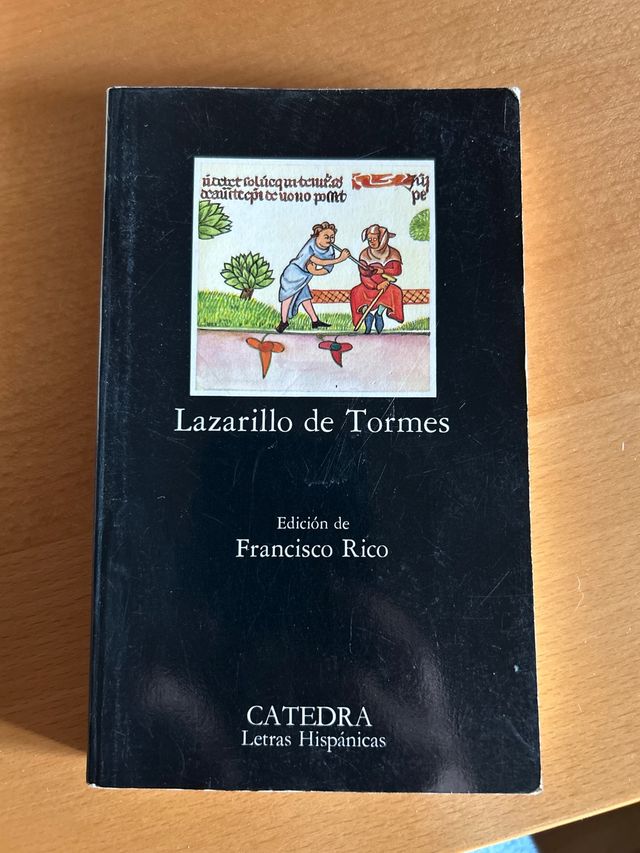 Lazarillo de Tormes
Edición de
Francisco Rico
CATEDRA
Letras Hispánicas